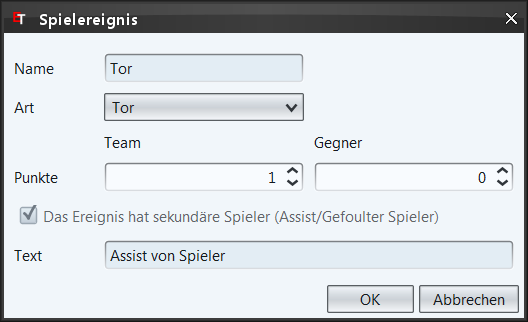 ET Spielereignis
Name Tor
Art Tor
Team Gegner
Punkte 1 0
Das Ereignis hat sekundäre Spieler (Assist/Gefoulter Spieler)
Text Assist von Spieler
OK Abbrechen